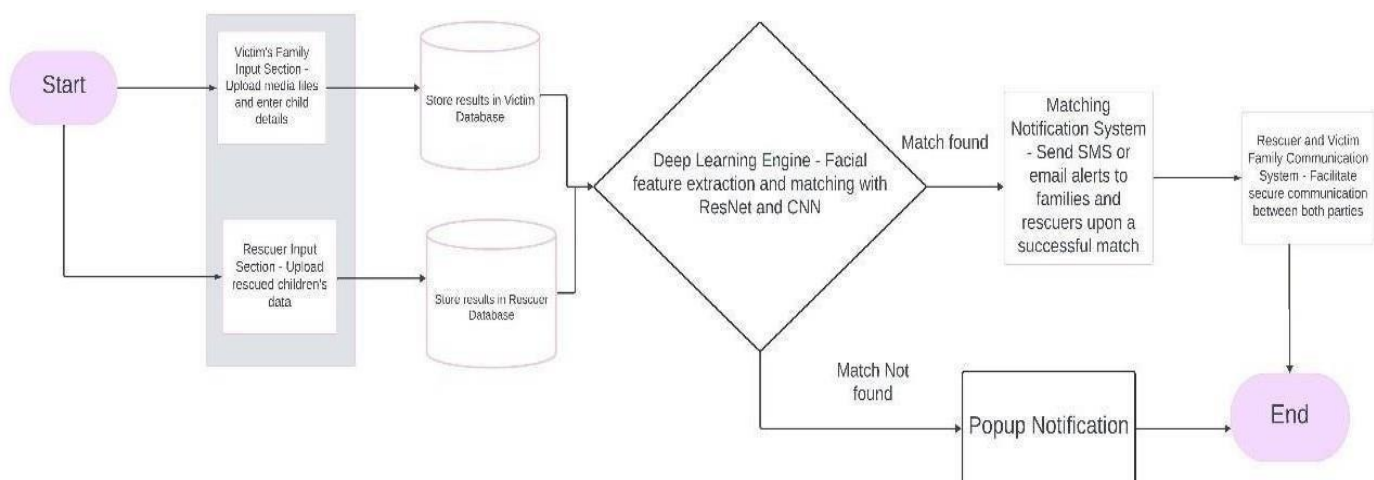 Start
Victim's Family
Input Section -
Upload media files
and enter child
details
Store results in Victim
Database
Rescuer Input
Section - Upload
rescued children's
data
Store results in Rescuer
Database
Deep Learning Engine - Facial
feature extraction and matching with
ResNet and CNN
Match found
Matching
Notification System
- Send SMS or
email alerts to
families and
rescuers upon a
successful match
Rescuer and Victim
Family Communication
System - Facilitate
secure communication
between both parties
Match Not
found
Popup Notification
End